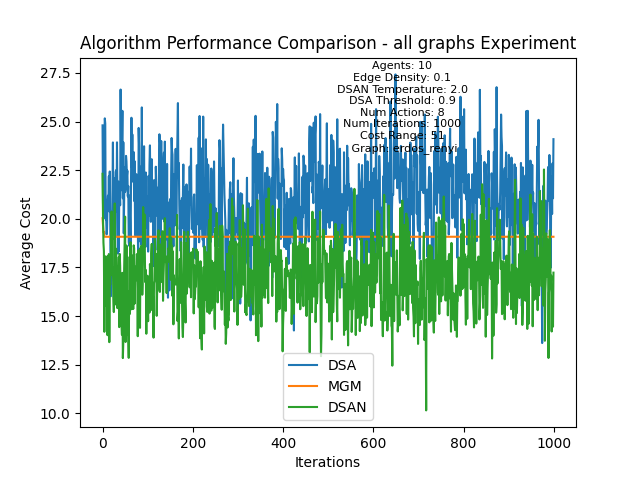 Algorithm Performance Comparison - all graphs Experiment
Agents: 10
Edge Density: 0.1
DSAN Temperature: 2.0
DSA Threshold: 0.9
Num Actions: 8
Num Iterations: 1000
Cost Range: 51
Graph: erdos_renyi
27.5
25.0
22.5
20.0
17.5
15.0
12.5
10.0
Average Cost
DSA
MGM
DSAN
0
200
400
600
800
1000
Iterations